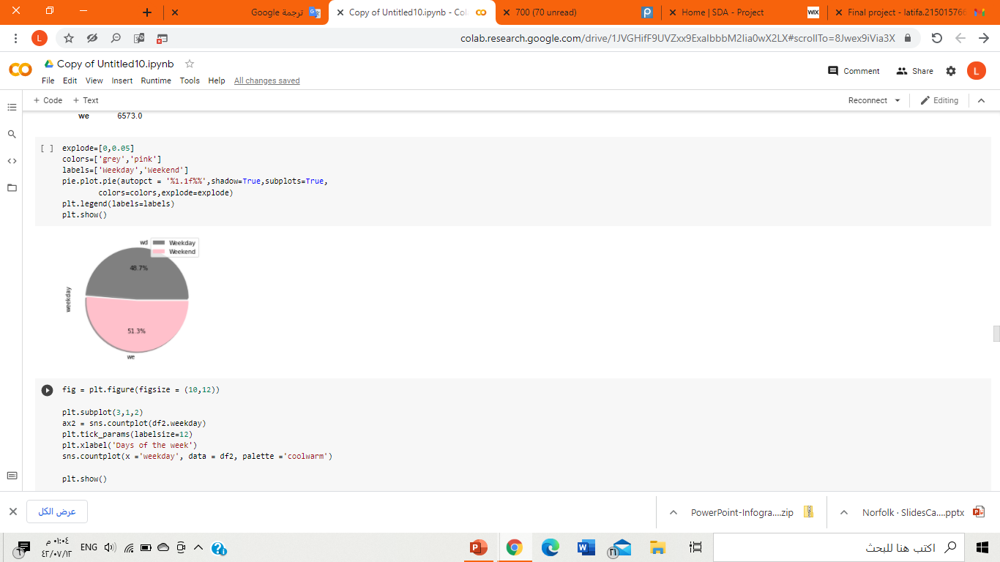 Google ترجمة
Copy of Untitled10.ipynb - Col
700 (70 unread)
Home | SDA - Project
WIX
Final project - latifa.215015766
L
colab.research.google.com/drive/1JVGHifF9UVZxx9ExaIbbbM2Iia0wX2LX#scrollTo=8Jwex9iVia3X
Copy of Untitled10.ipynb
File Edit View Insert Runtime Tools Help All changes saved
Comment Share L
+ Code + Text
Reconnect Editing
we 6573.0
[ ] explode=[0,0.05]
colors=['grey','pink']
labels=['Weekday','Weekend']
pie.plot.pie(autopct = '%1.1f%%',shadow=True,subplots=True,
colors=colors,explode=explode)
plt.legend(labels=labels)
plt.show()
wd
Weekday
Weekend
48.7%
weekday
51.3%
we
fig = plt.figure(figsize = (10,12))
plt.subplot(3,1,2)
ax2 = sns.countplot(df2.weekday)
plt.tick_params(labelsize=12)
plt.xlabel('Days of the week')
sns.countplot(x ='weekday', data = df2, palette ='coolwarm')
plt.show()
عرض الكل
PowerPoint-Infogra....zip
Norfolk · SlidesCa....pptx
ENG
٠١:٠٤ م
٤٢/٠٧/١٣
٦
٢١
اكتب هنا للبحث